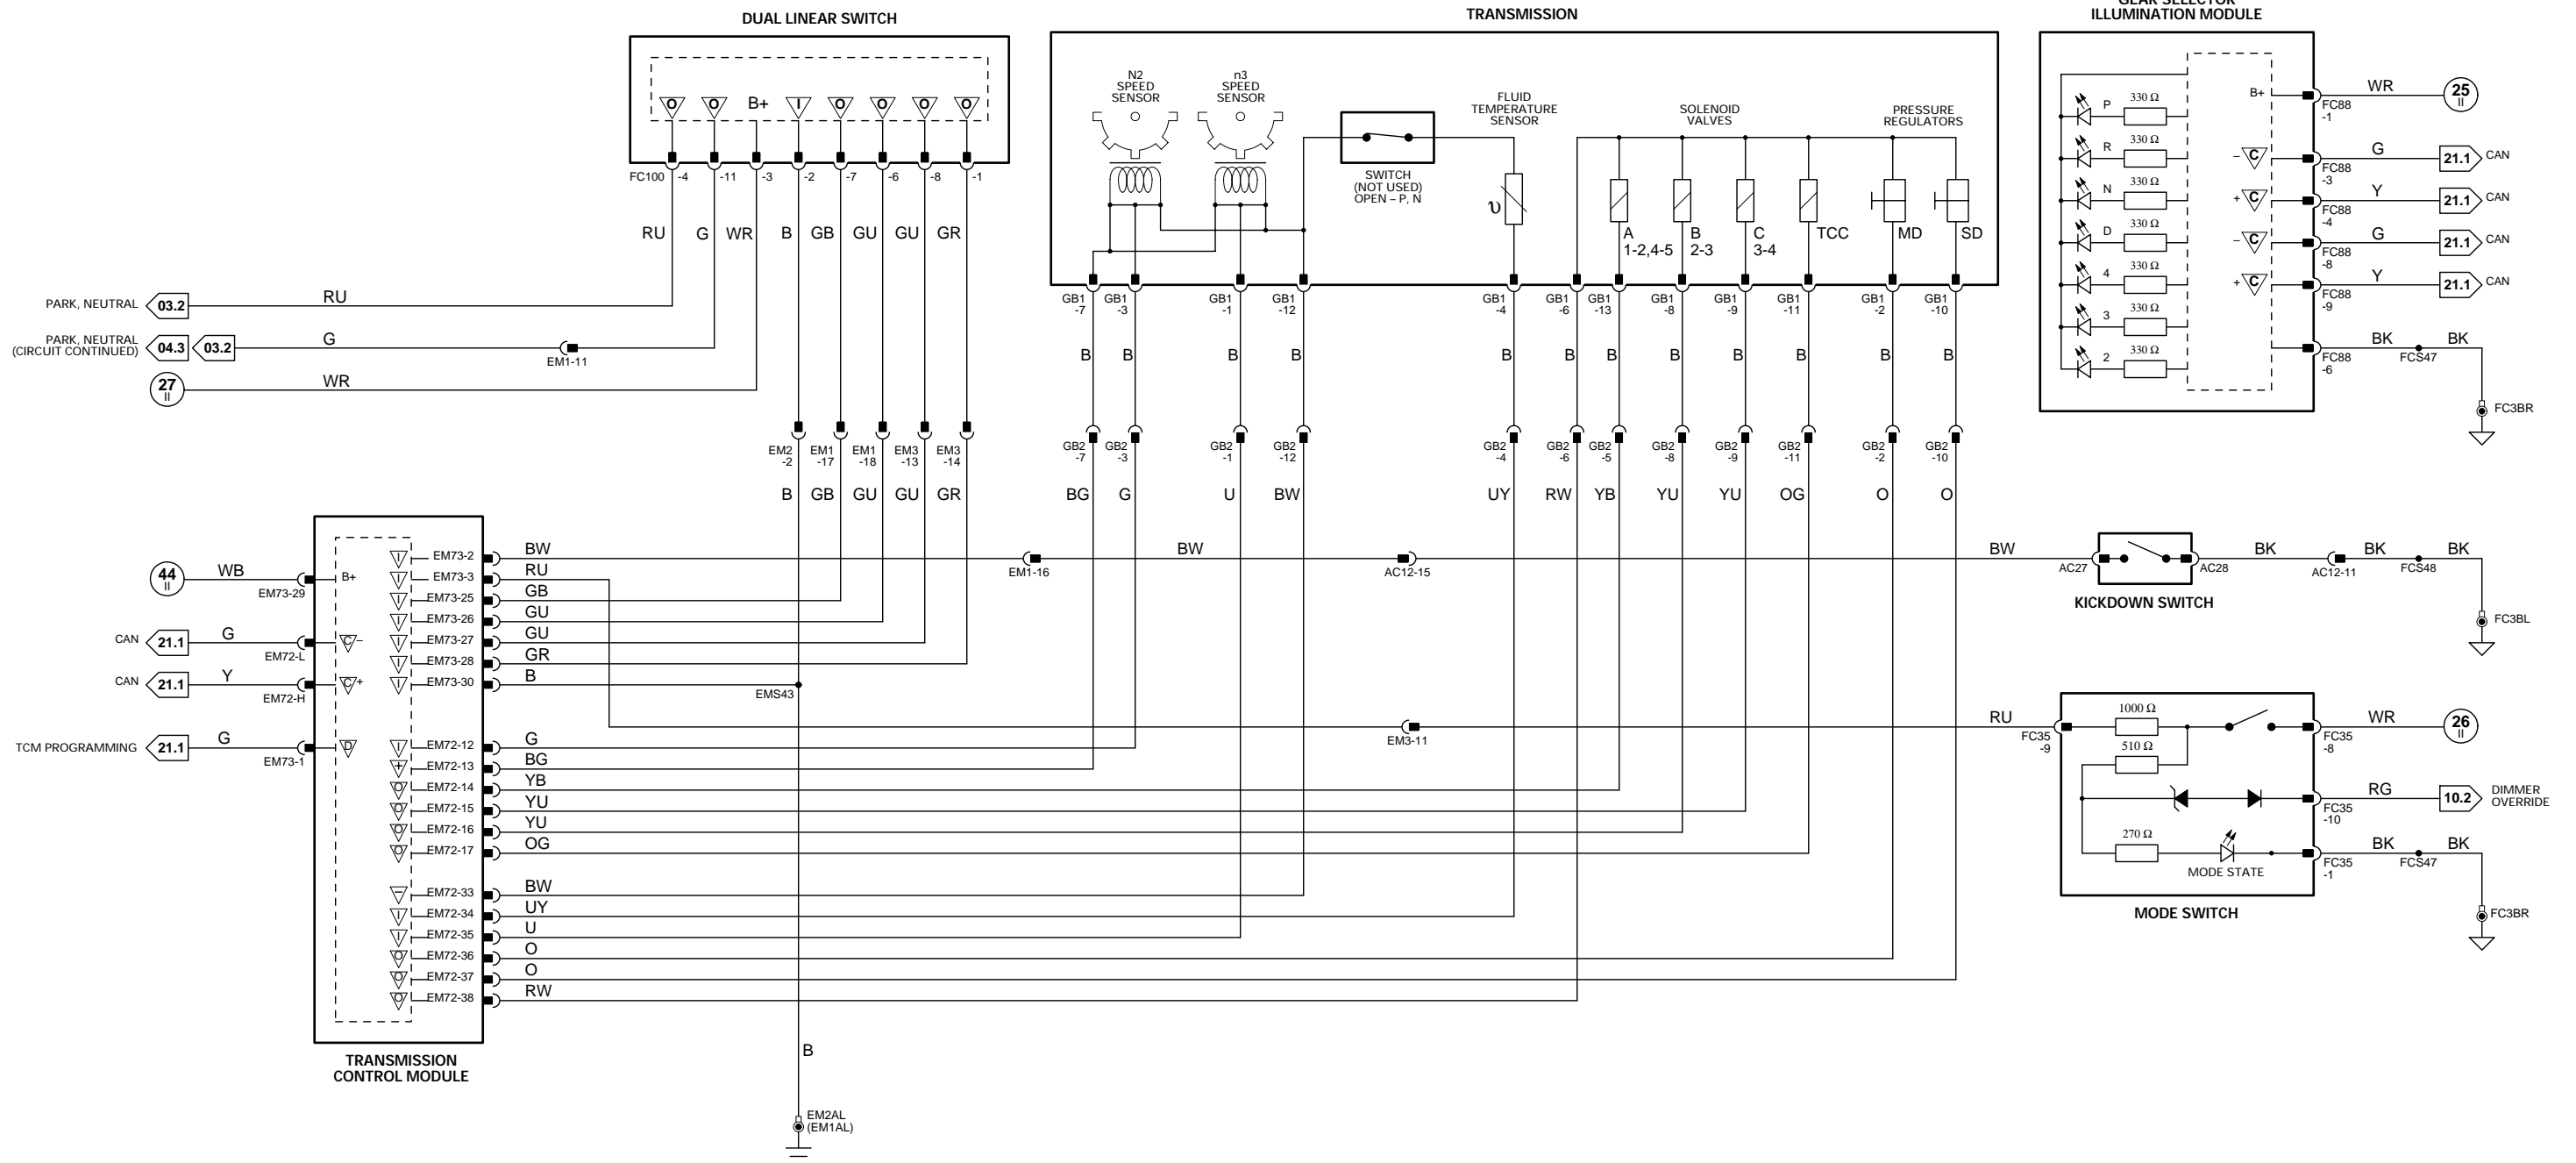 DUAL LINEAR SWITCH
TRANSMISSION
GEAR SELECTOR
ILLUMINATION MODULE
O O B+ I O O O O
FC100 -4 -11 -3 -2 -7 -6 -8 -1
RU G WR B GB GU GU GR
N2
SPEED
SENSOR
n3
SPEED
SENSOR
SWITCH
(NOT USED)
OPEN – P, N
FLUID
TEMPERATURE
SENSOR
υ
SOLENOID
VALVES
PRESSURE
REGULATORS
A
1-2,4-5
B
2-3
C
3-4
TCC
MD
SD
GB1
-7
GB1
-3
GB1
-1
GB1
-12
GB1
-4
GB1
-6
GB1
-13
GB1
-8
GB1
-9
GB1
-11
GB1
-2
GB1
-10
B B B B B B B B B B B
GB2
-7
GB2
-3
GB2
-1
GB2
-12
GB2
-4
GB2
-6
GB2
-5
GB2
-8
GB2
-9
GB2
-11
GB2
-2
GB2
-10
BG G U BW UY RW YB YU YU OG O O
P 330 Ω
R 330 Ω
N 330 Ω
D 330 Ω
4 330 Ω
3 330 Ω
2 330 Ω
B+
FC88
-1
WR
25
II
– C
FC88
-3
G
21.1
CAN
+ C
FC88
-4
Y
21.1
CAN
– C
FC88
-8
G
21.1
CAN
+ C
FC88
-9
Y
21.1
CAN
FC88
-6
BK
FCS47
BK
FC3BR
PARK, NEUTRAL
03.2
RU
PARK, NEUTRAL
(CIRCUIT CONTINUED)
04.3
03.2
G
EM1-11
27
II
WR
EM2
-2
EM1
-17
EM1
-18
EM3
-13
EM3
-14
B GB GU GU GR
44
II
WB
EM73-29
B+
CAN
21.1
G
EM72-L
C –
CAN
21.1
Y
EM72-H
C +
TCM PROGRAMMING
21.1
G
EM73-1
D
I EM73-2 BW
I EM73-3 RU
I EM73-25 GB
I EM73-26 GU
I EM73-27 GU
I EM73-28 GR
I EM73-30 B
EMS43
I EM72-12 G
+ EM72-13 BG
O EM72-14 YB
O EM72-15 YU
O EM72-16 YU
O EM72-17 OG
– EM72-33 BW
I EM72-34 UY
I EM72-35 U
O EM72-36 O
O EM72-37 O
O EM72-38 RW
TRANSMISSION
CONTROL MODULE
B
EM2AL
(EM1AL)
EM1-16
BW
AC12-15
BW
AC27
AC28
KICKDOWN SWITCH
BK
AC12-11
BK
FCS48
BK
FC3BL
EM3-11
RU
FC35
-9
1000 Ω
510 Ω
270 Ω
MODE STATE
MODE SWITCH
FC35
-8
WR
26
II
FC35
-10
RG
10.2
DIMMER
OVERRIDE
FC35
-1
BK
FCS47
BK
FC3BR